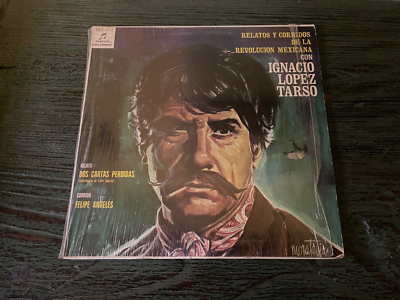 RELATOS Y CORRIDOS
DE LA
REVOLUCION MEXICANA
CON
IGNACIO
LOPEZ
TARSO
RELATO
DOS CARTAS PERDIDAS
CORRIDO
FELIPE ANGELES